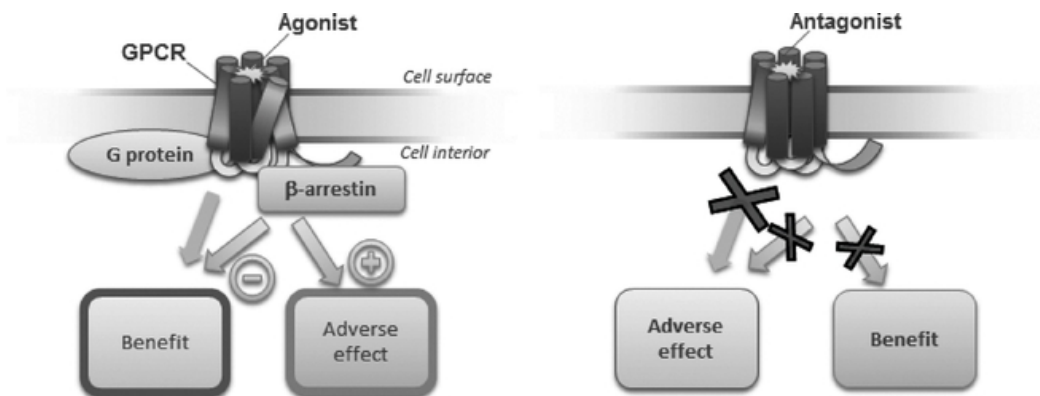 Agonist
GPCR
Cell surface
G protein
Cell interior
β-arrestin
−
+
Benefit
Adverse
effect
Antagonist
Adverse
effect
Benefit